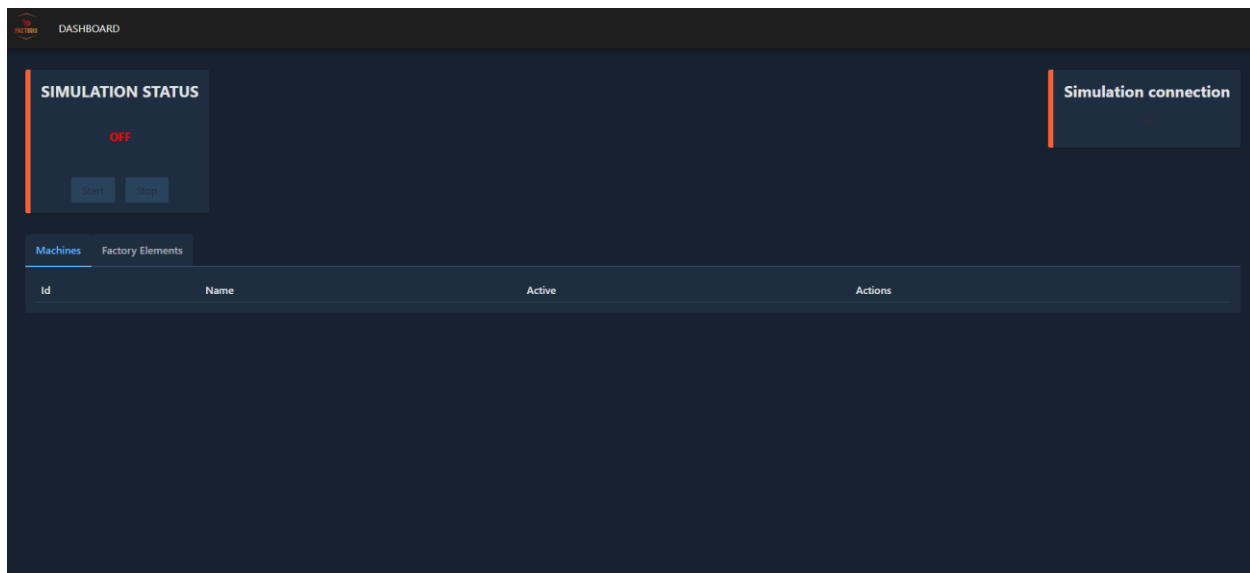 DASHBOARD
SIMULATION STATUS
OFF
Start Stop
Simulation connection
Machines Factory Elements
Id Name Active Actions